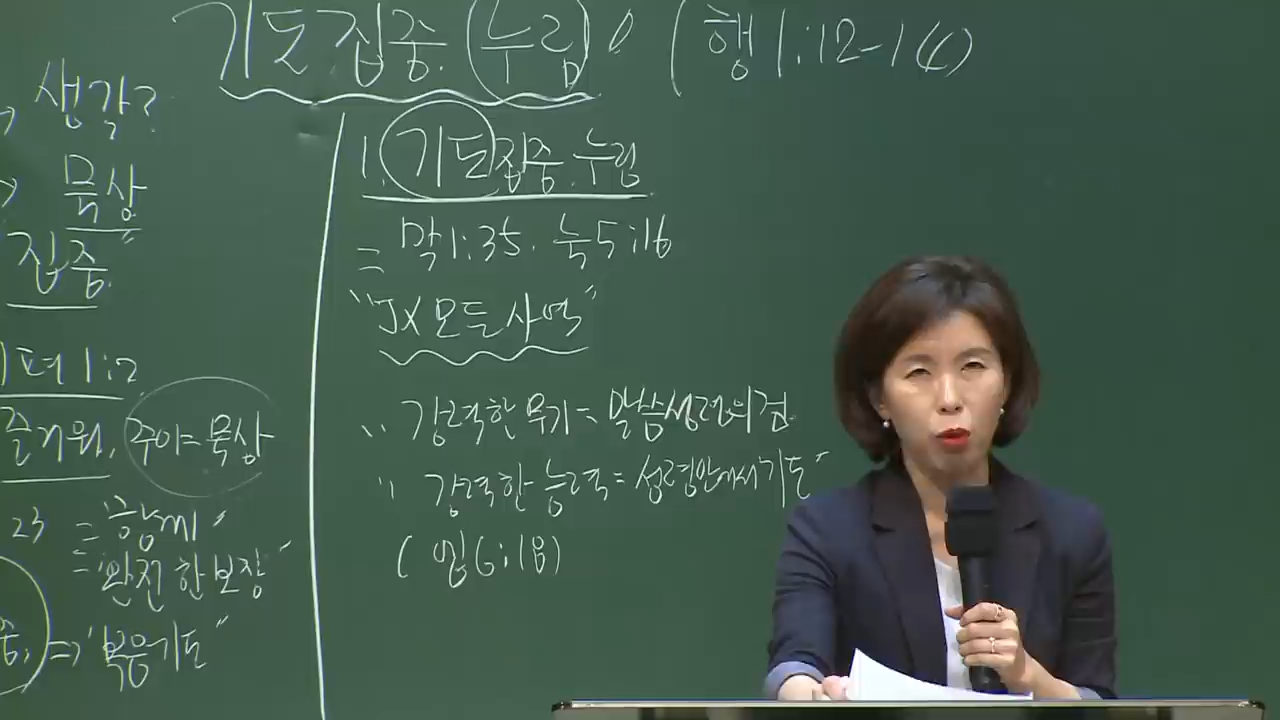 기도집중(누림) (행1:12-14)
생각?
묵상
집중"
1:2
즐거워, 주야=묵상
23 = 함께"
= "완전한 보장"
=> "복음기도"
1. 기도집중.누림
= 막1:35. 눅5:16
"JX 모든사역"
강력한 무기 = 말씀성령의검
강력한 능력 = 성령안에서기도"
(엡6:18)